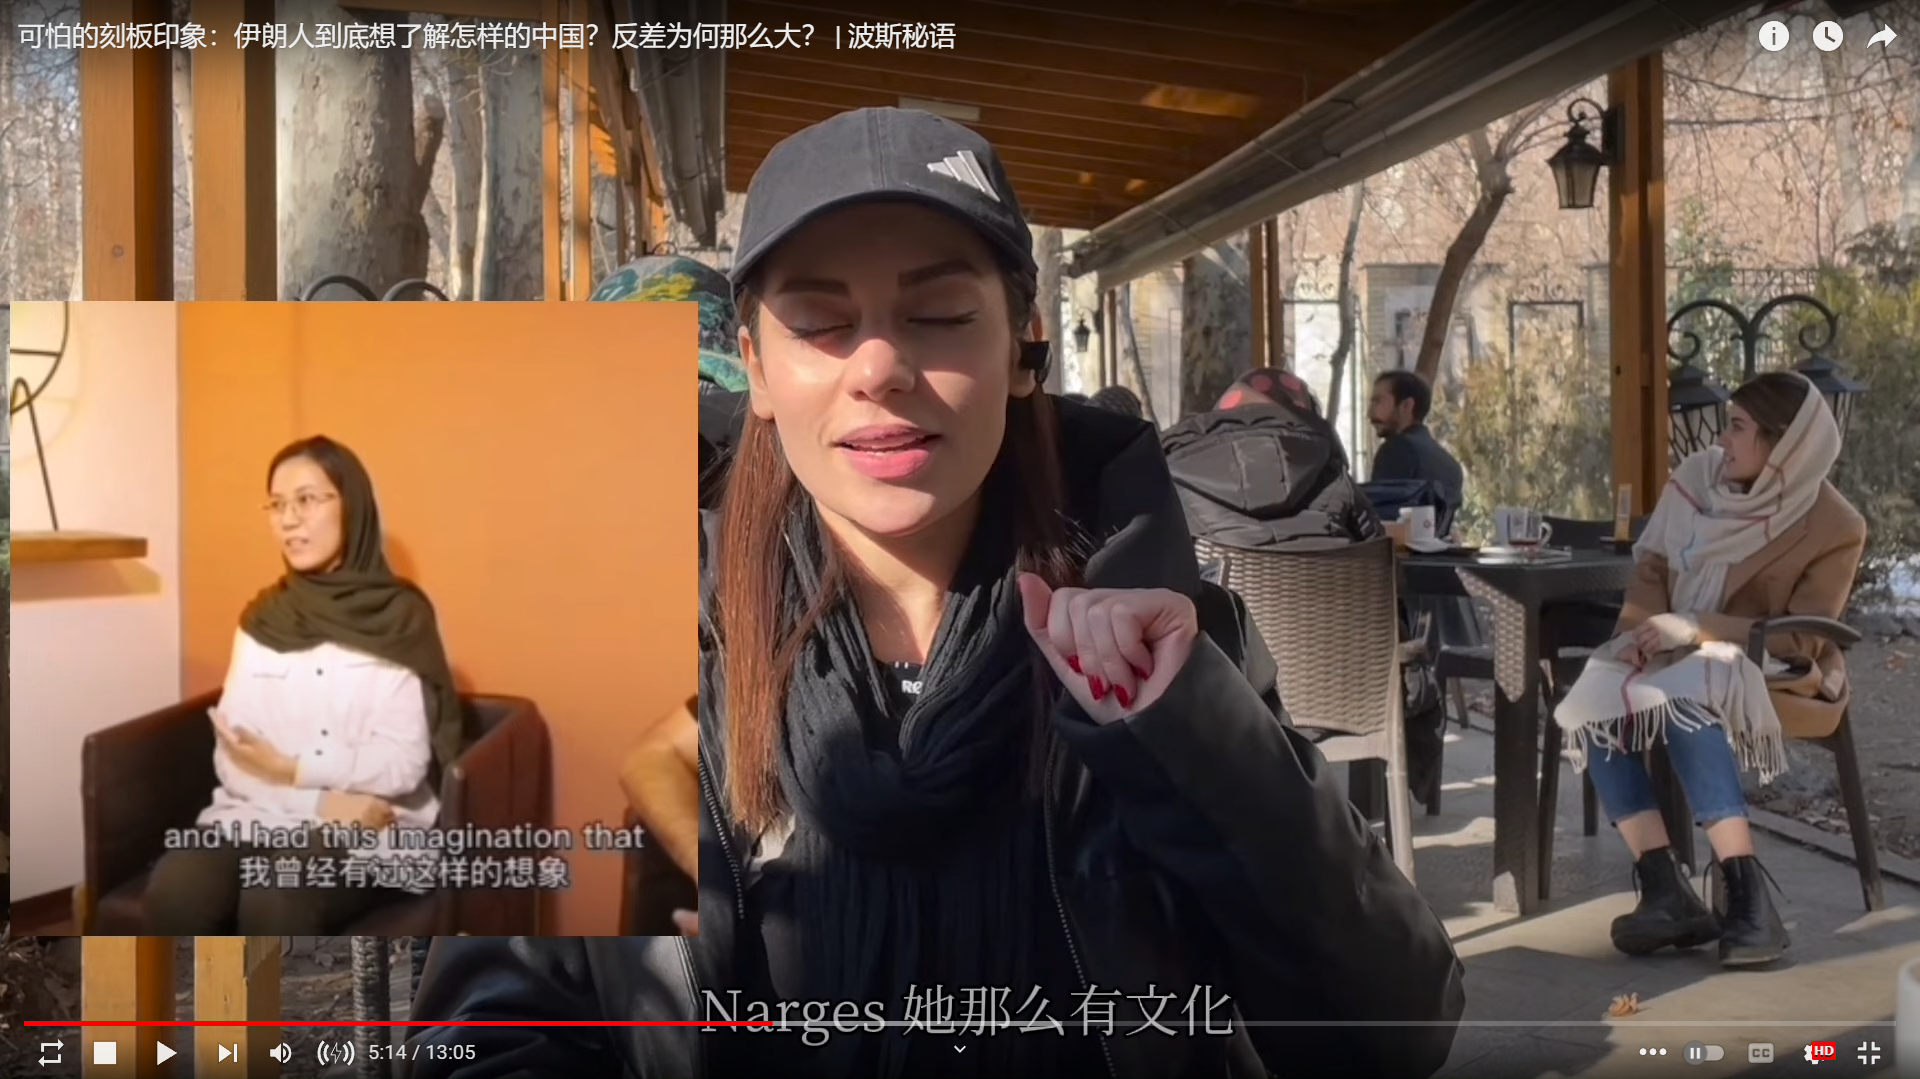 可怕的刻板印象：伊朗人到底想了解怎样的中国？反差为何那么大？ | 波斯秘语
and i had this imagination that
我曾经有过这样的想象
Narges 她那么有文化
5:14 / 13:05
CC
HD